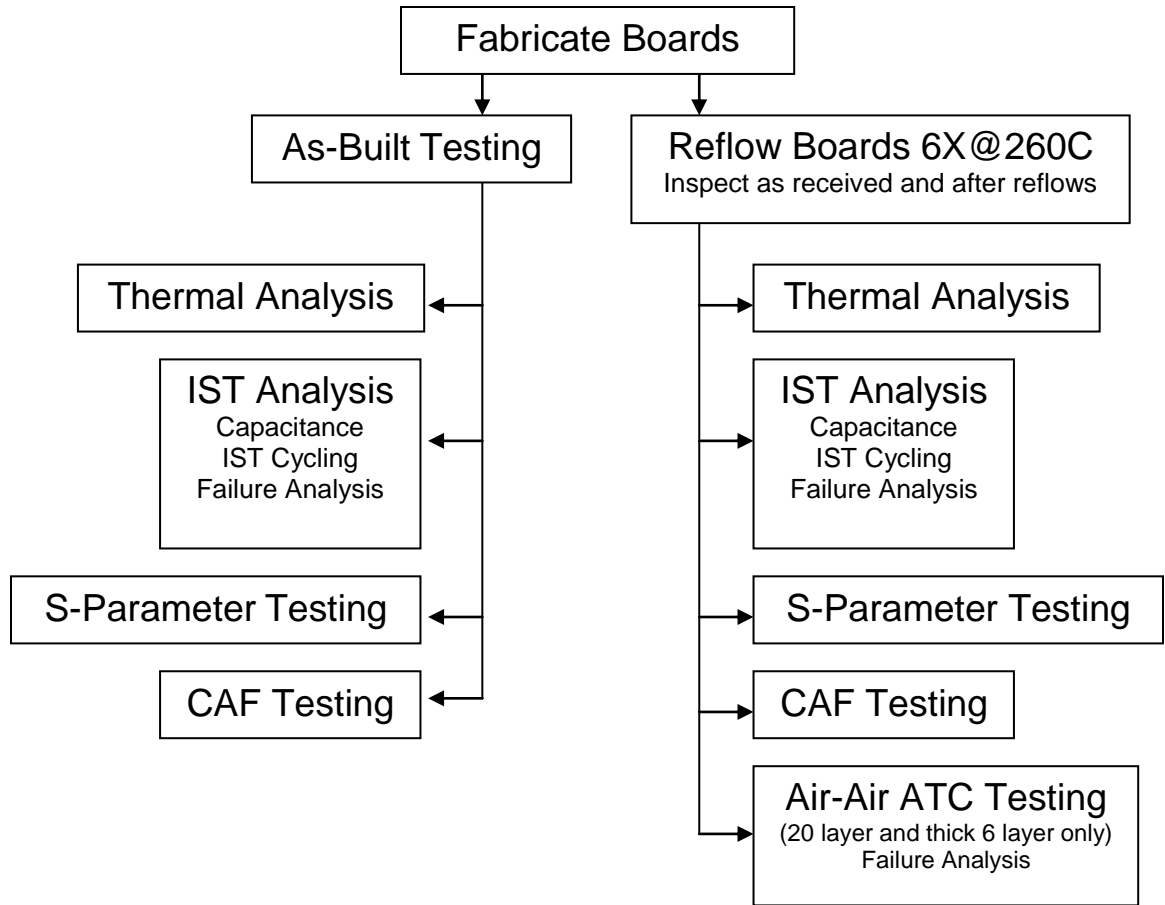 Fabricate Boards
As-Built Testing
Reflow Boards 6X@260C
Inspect as received and after reflows
Thermal Analysis
IST Analysis
Capacitance
IST Cycling
Failure Analysis
S-Parameter Testing
CAF Testing
Thermal Analysis
IST Analysis
Capacitance
IST Cycling
Failure Analysis
S-Parameter Testing
CAF Testing
Air-Air ATC Testing
(20 layer and thick 6 layer only)
Failure Analysis